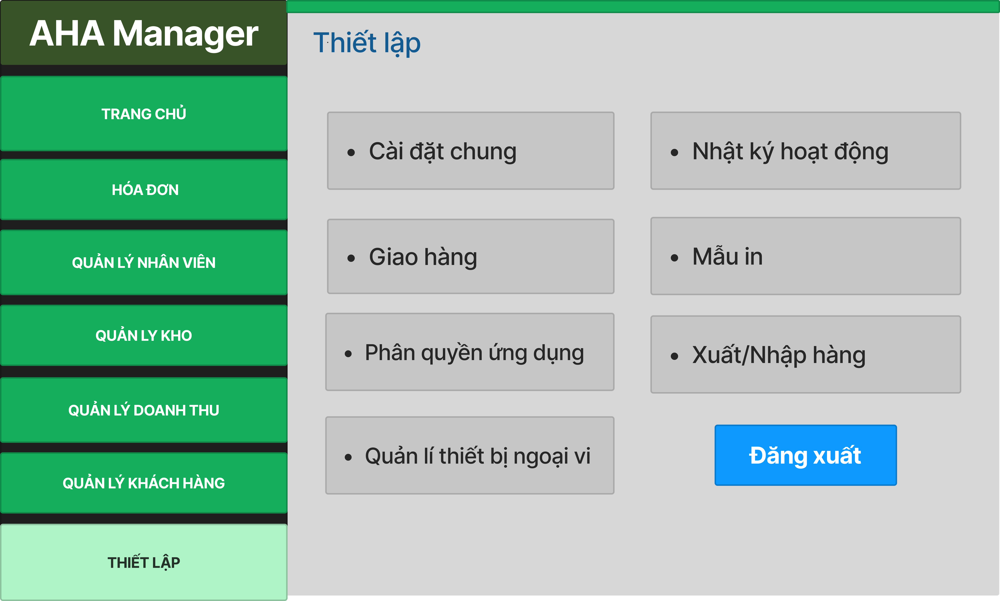 AHA Manager
TRANG CHỦ
HÓA ĐƠN
QUẢN LÝ NHÂN VIÊN
QUẢN LY KHO
QUẢN LÝ DOANH THU
QUẢN LÝ KHÁCH HÀNG
THIẾT LẬP
Thiết lập
• Cài đặt chung
• Nhật ký hoạt động
• Giao hàng
• Mẫu in
• Phân quyền ứng dụng
• Xuất/Nhập hàng
• Quản lí thiết bị ngoại vi
Đăng xuất